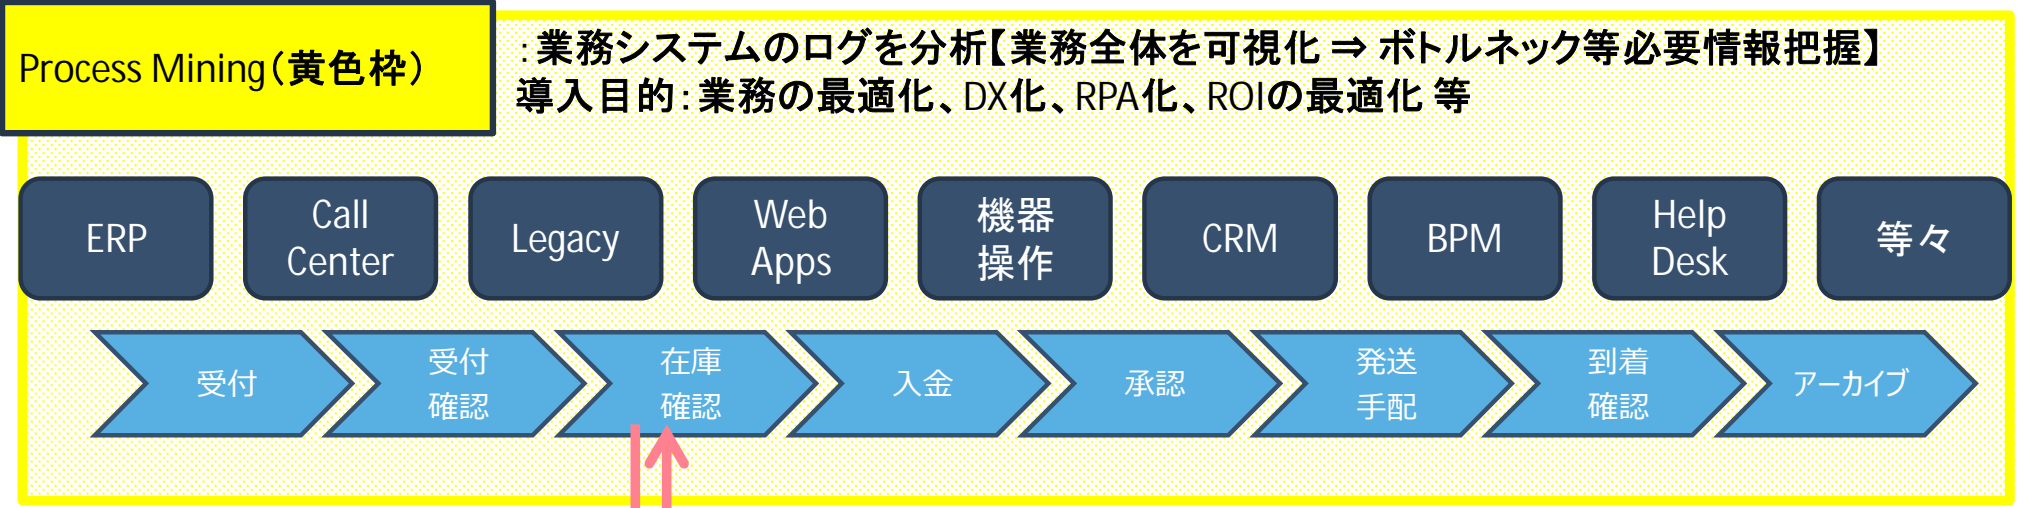 Process Mining(黄色枠)
:業務システムのログを分析【業務全体を可視化 ⇒ ボトルネック等必要情報把握】
導入目的:業務の最適化、DX化、RPA化、ROIの最適化 等
ERP
Call
Center
Legacy
Web
Apps
機器
操作
CRM
BPM
Help
Desk
等々
受付
受付
確認
在庫
確認
入金
承認
発送
手配
到着
確認
アーカイブ